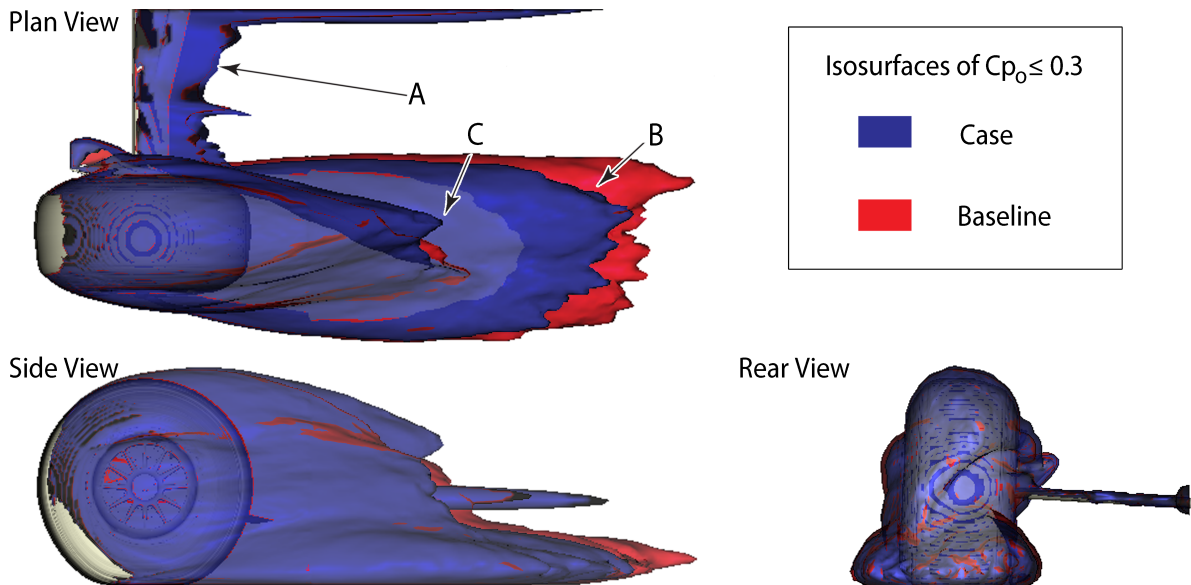 Plan View
A
C
B
Isosurfaces of Cpo ≤ 0.3
Case
Baseline
Side View
Rear View